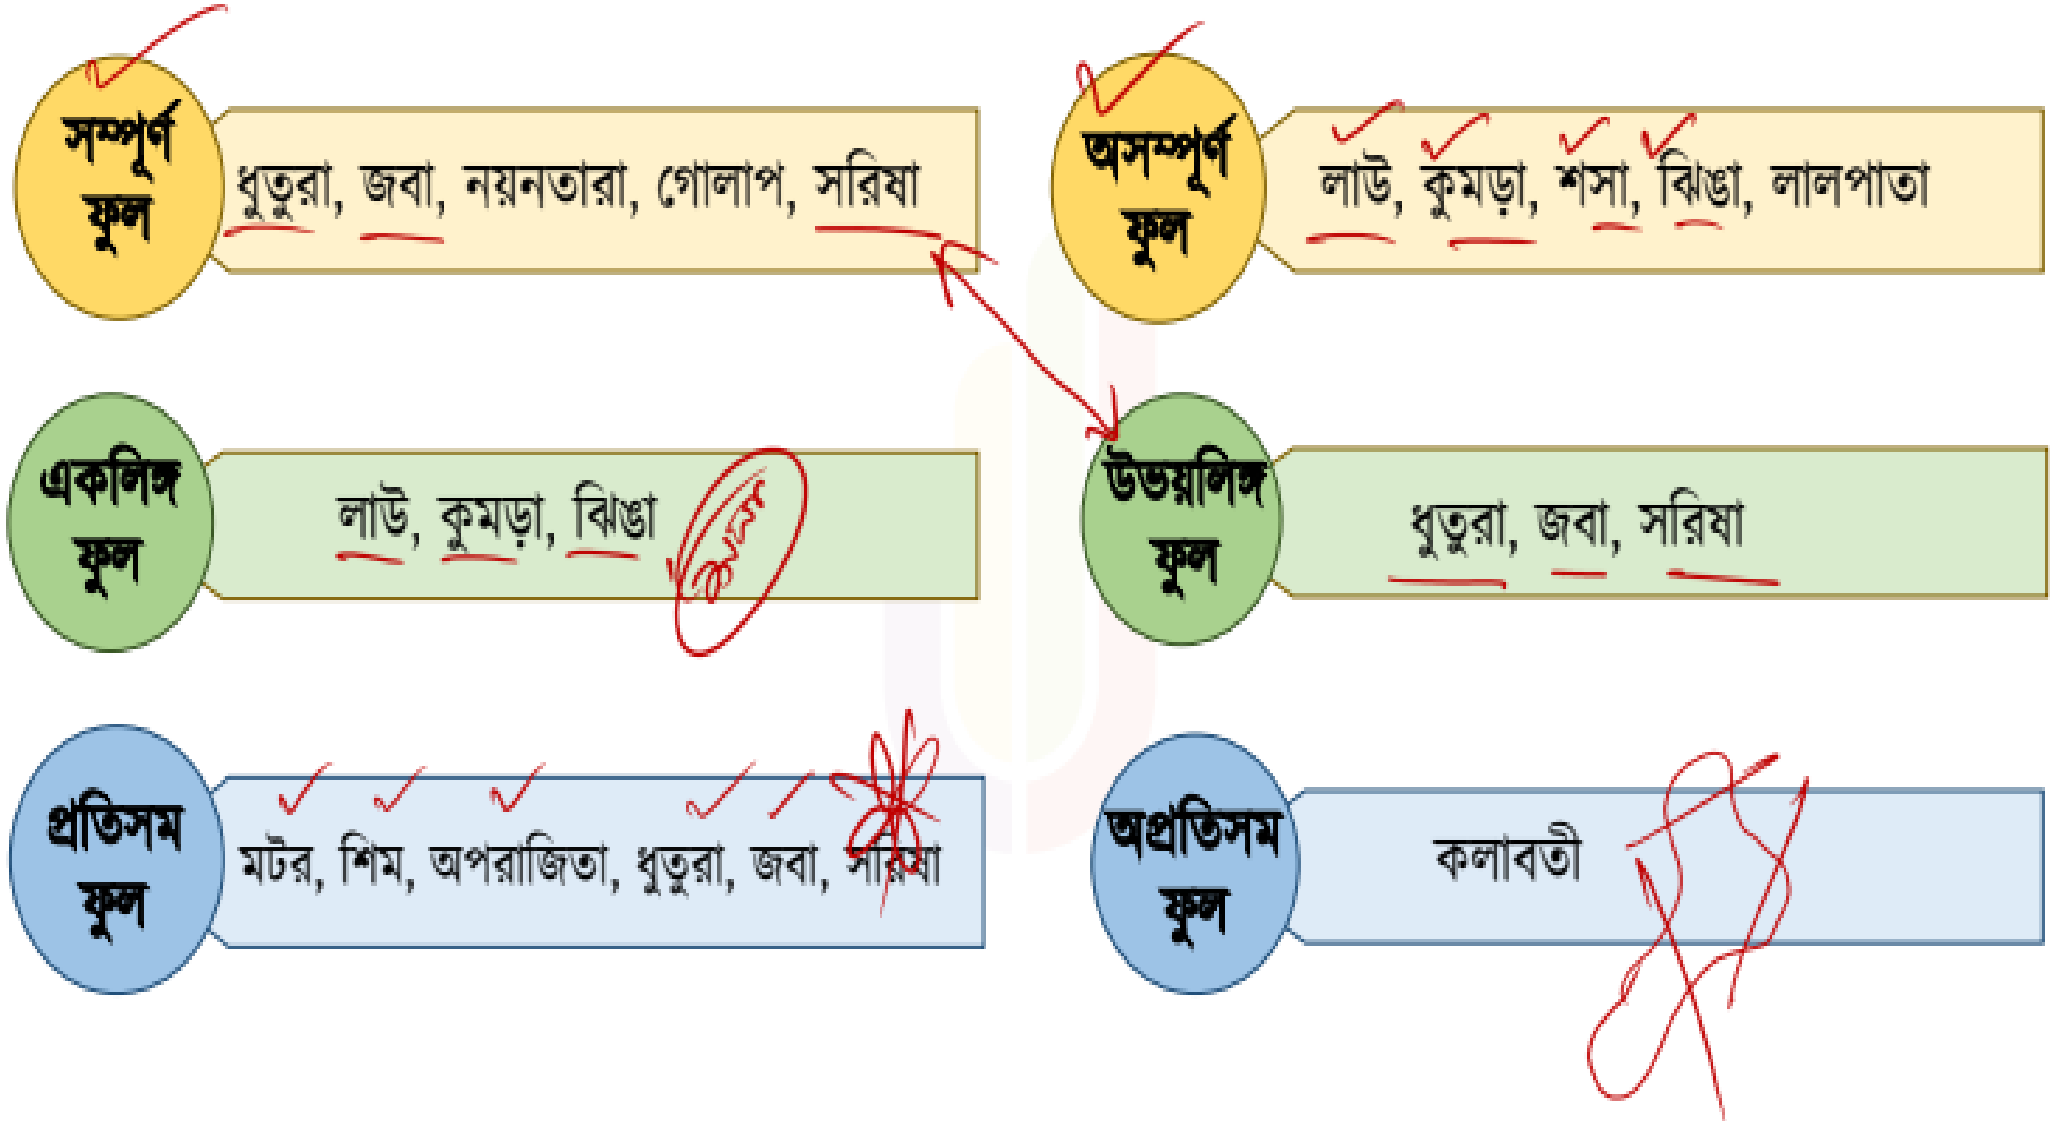 সম্পূর্ণ
ফুল
ধুতুরা, জবা, নয়নতারা, গোলাপ, সরিষা
অসম্পূর্ণ
ফুল
লাউ, কুমড়া, শসা, ঝিঙা, লালপাতা
একলিঙ্গ
ফুল
লাউ, কুমড়া, ঝিঙা
উভয়লিঙ্গ
ফুল
ধুতুরা, জবা, সরিষা
প্রতিসম
ফুল
মটর, শিম, অপরাজিতা, ধুতুরা, জবা, সরিষা
অপ্রতিসম
ফুল
কলাবতী